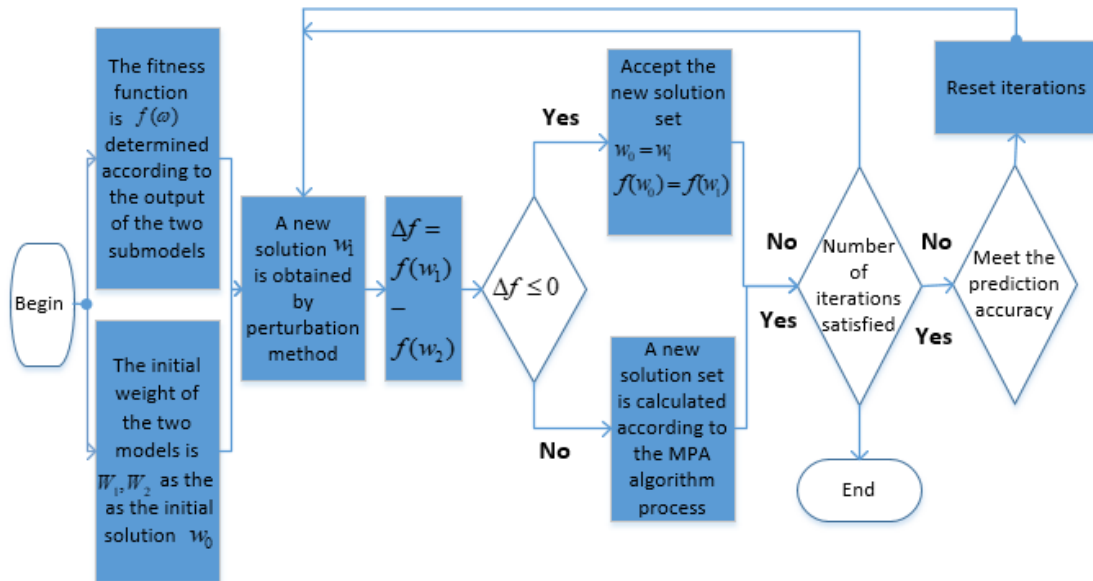 Begin
The fitness
function
is f(ω)
determined
according to
the output
of the two
submodels
The initial
weight of
the two
models is
W₁,W₂ as the
as the initial
solution w₀
A new
solution w₁
is obtained
by
perturbation
method
Δf =
f(w₁)
−
f(w₂)
Δf ≤ 0
Yes
Accept the
new solution
set
w₀ = w₁
f(w₀) = f(w₁)
No
A new
solution set
is calculated
according to
the MPA
algorithm
process
No
Yes
Number
of
iterations
satisfied
End
No
Yes
Meet the
prediction
accuracy
Reset iterations